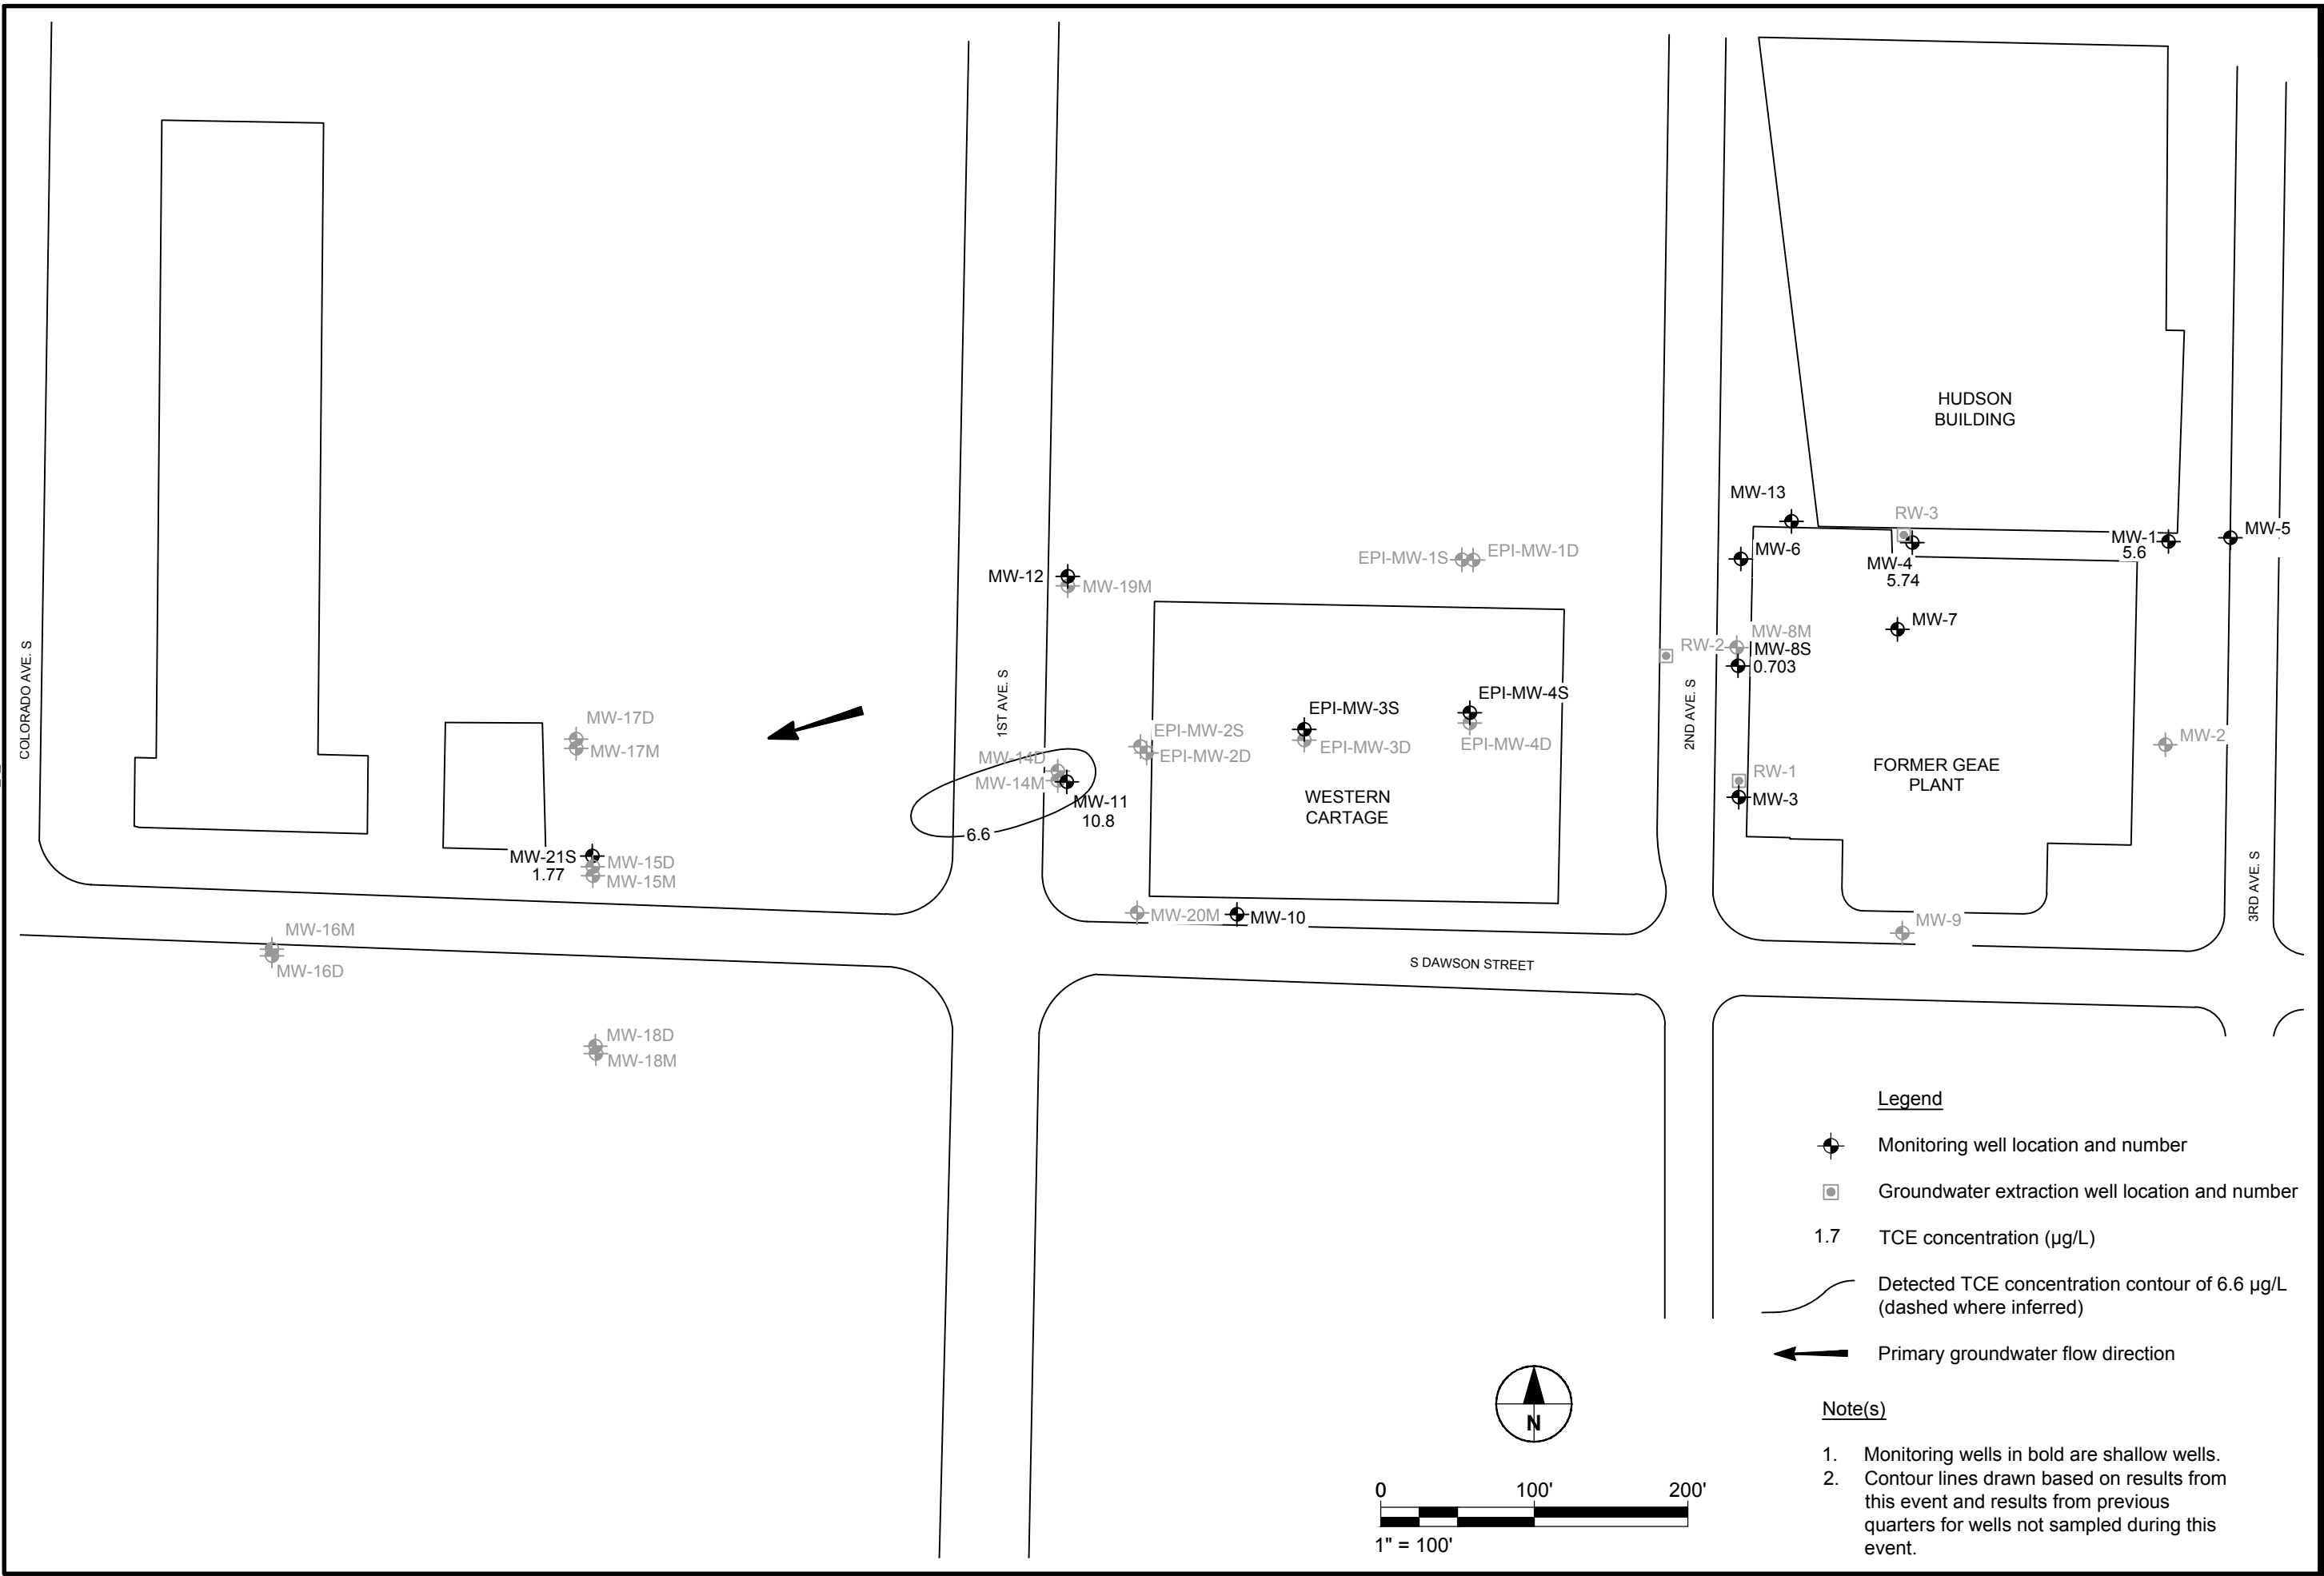 HUDSON
BUILDING
MW-13
RW-3
MW-1
5.6
MW-5
MW-6
MW-4
5.74
EPI-MW-1S
EPI-MW-1D
MW-12
MW-19M
MW-7
MW-8M
MW-8S
0.703
RW-2
COLORADO AVE. S
1ST AVE. S
2ND AVE. S
3RD AVE. S
EPI-MW-4S
EPI-MW-3S
EPI-MW-3D
EPI-MW-4D
MW-17D
MW-17M
EPI-MW-2S
EPI-MW-2D
MW-2
MW-14D
MW-14M
MW-11
10.8
6.6
WESTERN
CARTAGE
RW-1
MW-3
FORMER GEAE
PLANT
MW-21S
1.77
MW-15D
MW-15M
MW-20M
MW-10
MW-9
MW-16M
MW-16D
S DAWSON STREET
MW-18D
MW-18M
Legend
Monitoring well location and number
Groundwater extraction well location and number
1.7 TCE concentration (µg/L)
Detected TCE concentration contour of 6.6 µg/L
(dashed where inferred)
Primary groundwater flow direction
N
Note(s)
1. Monitoring wells in bold are shallow wells.
2. Contour lines drawn based on results from
this event and results from previous
quarters for wells not sampled during this
event.
0 100' 200'
1" = 100'